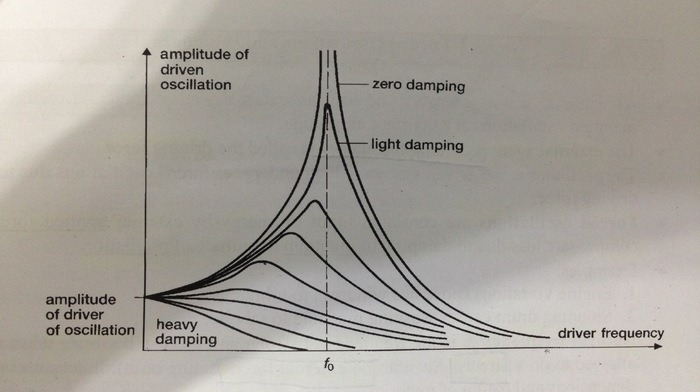 amplitude of
driven
oscillation
zero damping
light damping
amplitude
of driver
of oscillation
heavy
damping
driver frequency
f₀